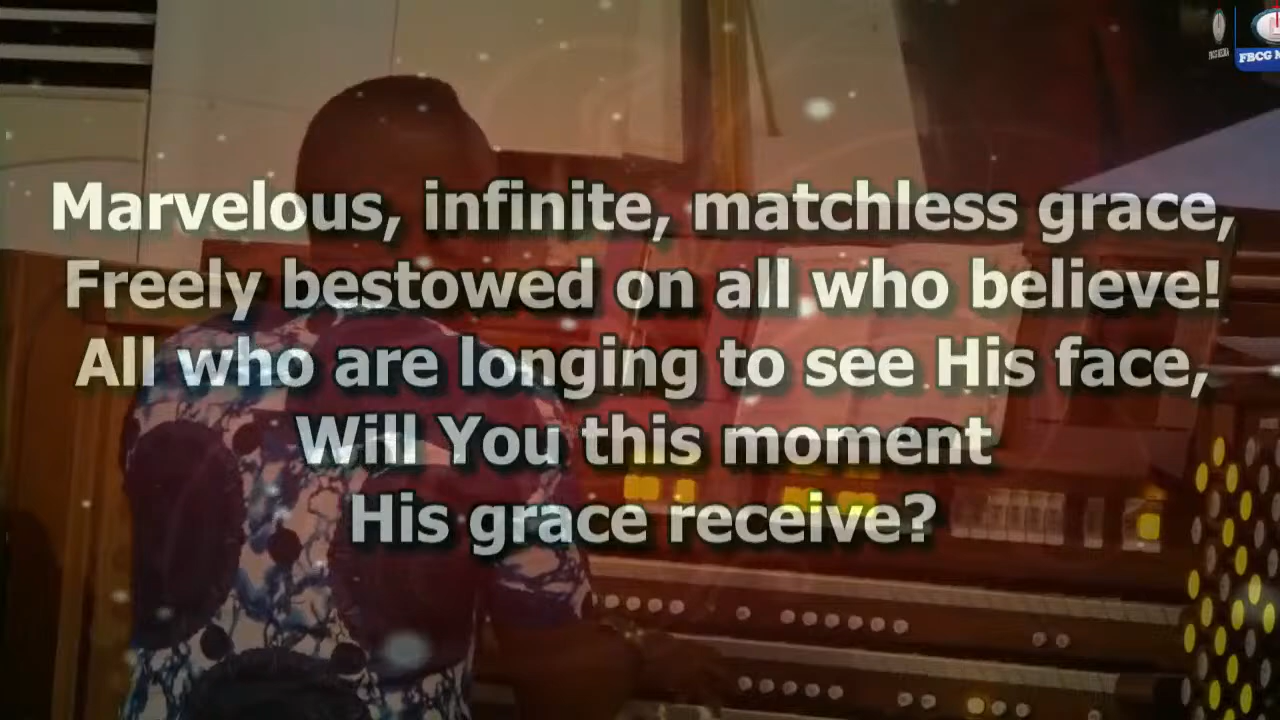 FBCG
Marvelous, infinite, matchless grace,
Freely bestowed on all who believe!
All who are longing to see His face,
Will You this moment
His grace receive?